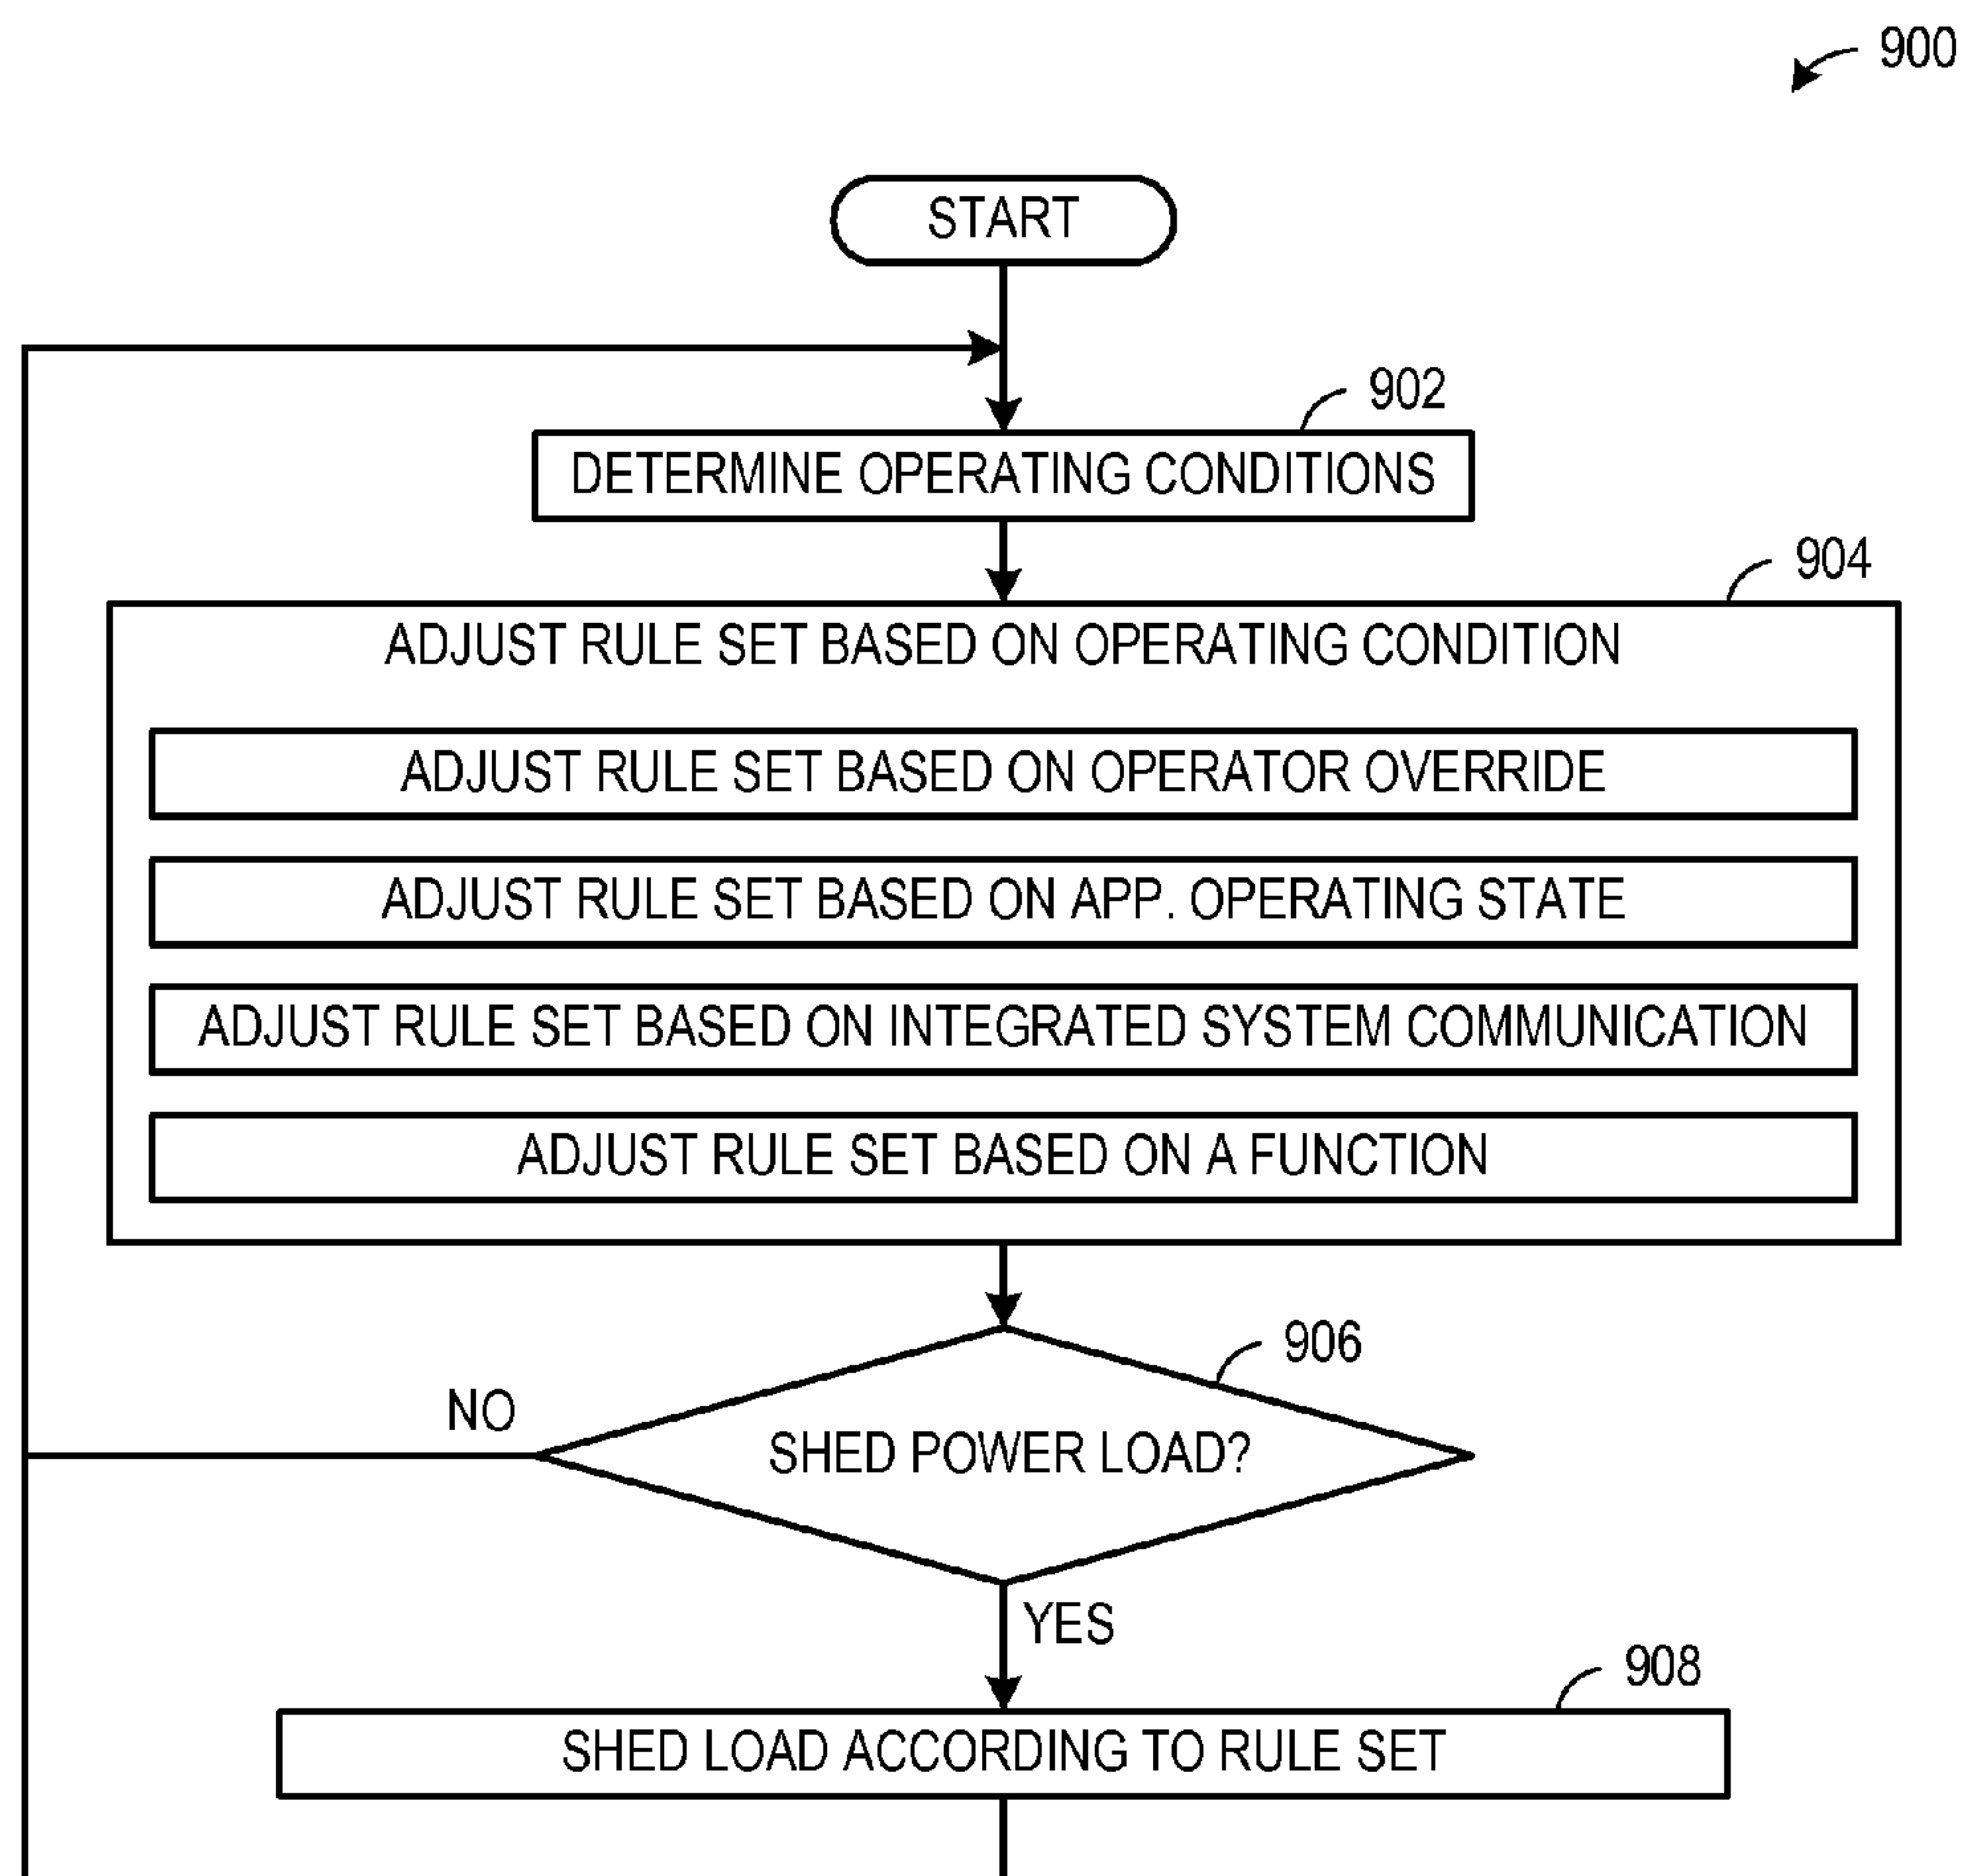 900
START
902
DETERMINE OPERATING CONDITIONS
904
ADJUST RULE SET BASED ON OPERATING CONDITION
ADJUST RULE SET BASED ON OPERATOR OVERRIDE
ADJUST RULE SET BASED ON APP. OPERATING STATE
ADJUST RULE SET BASED ON INTEGRATED SYSTEM COMMUNICATION
ADJUST RULE SET BASED ON A FUNCTION
906
NO
SHED POWER LOAD?
YES
908
SHED LOAD ACCORDING TO RULE SET